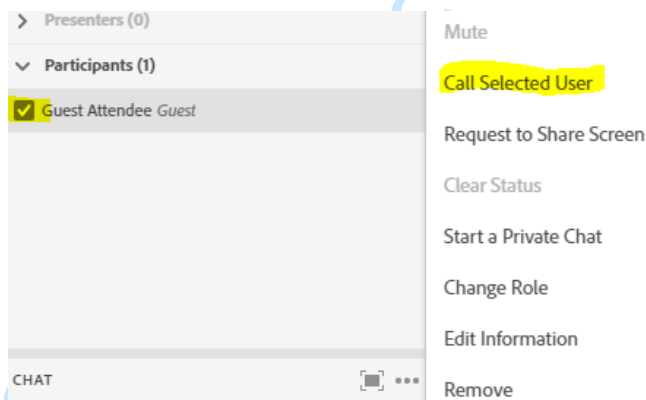 Presenters (0)
Participants (1)
Guest Attendee Guest
CHAT
Mute
Call Selected User
Request to Share Screen
Clear Status
Start a Private Chat
Change Role
Edit Information
Remove